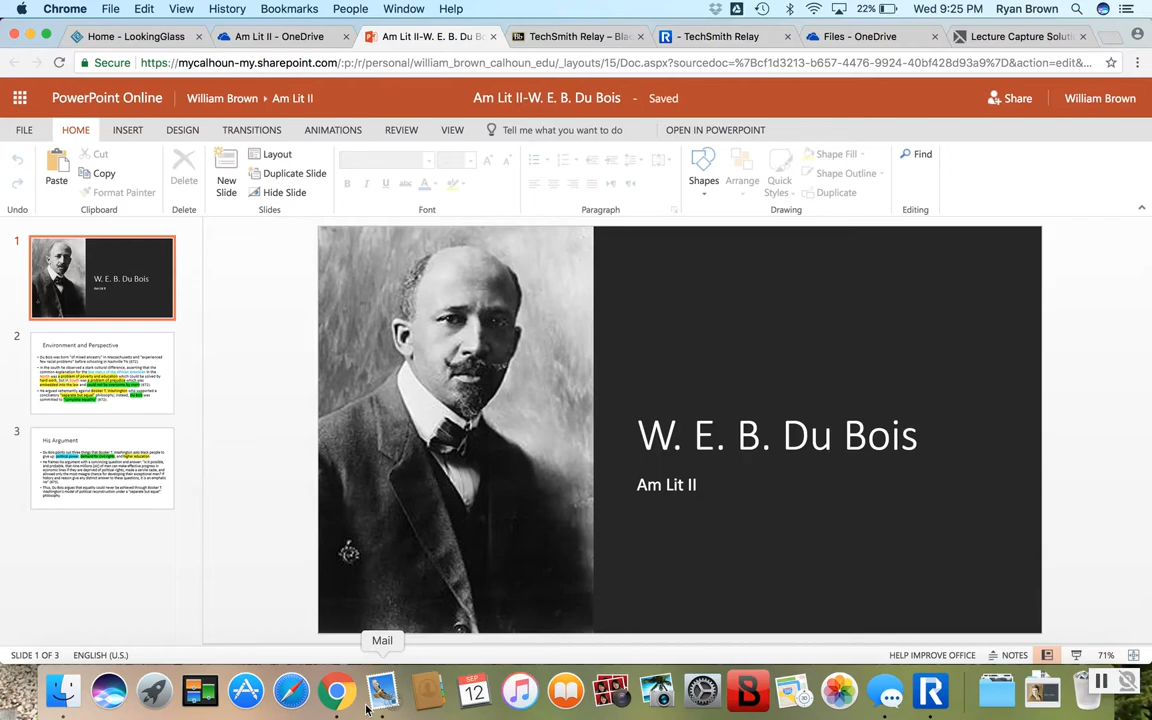 Chrome File Edit View History Bookmarks People Window Help 22% Wed 9:25 PM Ryan Brown
Home - LookingGlass Am Lit II - OneDrive Am Lit II-W. E. B. Du Bo TechSmith Relay – Blac - TechSmith Relay Files - OneDrive Lecture Capture Soluti
Secure https://mycalhoun-my.sharepoint.com/:p:/r/personal/william_brown_calhoun_edu/_layouts/15/Doc.aspx?sourcedoc=%7Bcf1d3213-b657-4476-9924-40bf428d93a9%7D&action=edit&...
PowerPoint Online William Brown ▸ Am Lit II Am Lit II-W. E. B. Du Bois - Saved Share William Brown
FILE HOME INSERT DESIGN TRANSITIONS ANIMATIONS REVIEW VIEW Tell me what you want to do OPEN IN POWERPOINT
Cut Layout Shape Fill Find
Copy Duplicate Slide Shape Outline
Paste Delete New Slide Shapes Arrange Quick Styles
Format Painter Hide Slide Duplicate
Undo Clipboard Delete Slides Font Paragraph Drawing Editing
1
W. E. B. Du Bois
Am Lit II
2
Environment and Perspective
3
His Argument
W. E. B. Du Bois
Am Lit II
Mail
SLIDE 1 OF 3 ENGLISH (U.S.) HELP IMPROVE OFFICE NOTES 71%
SEP
12